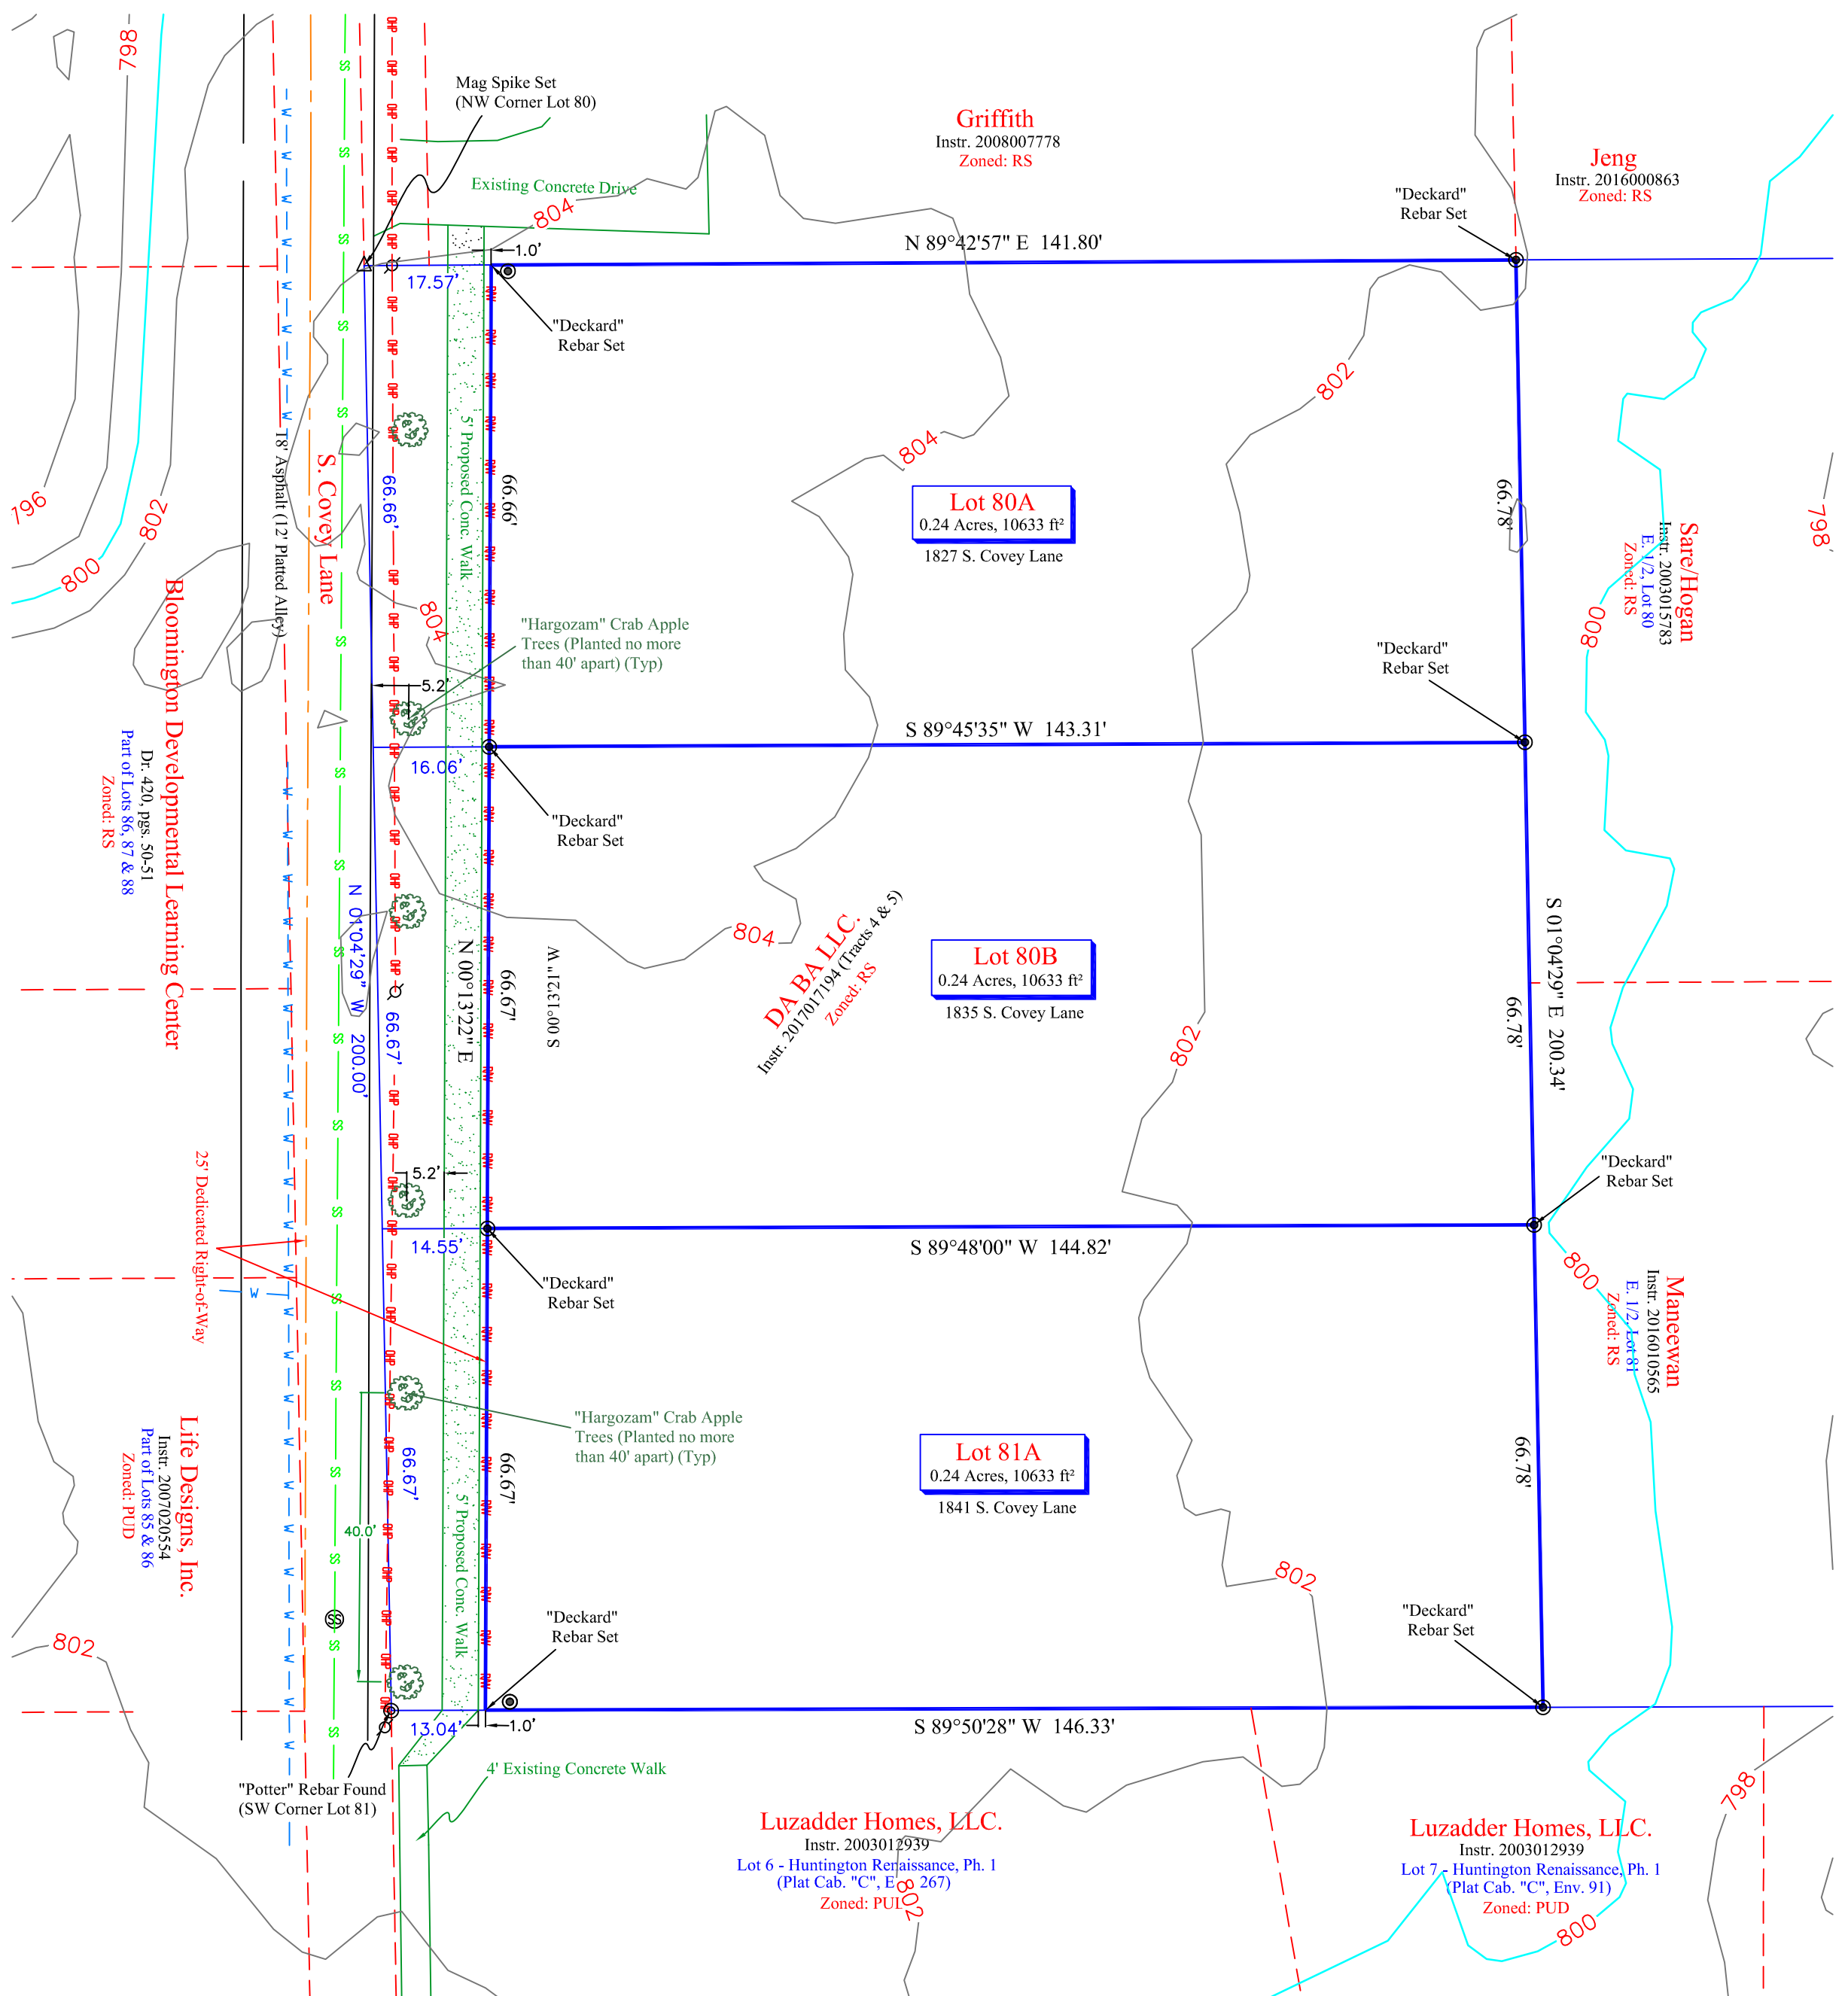 798
Mag Spike Set
(NW Corner Lot 80)
Griffith
Instr. 2008007778
Zoned: RS
Jeng
Instr. 2016000863
Zoned: RS
"Deckard"
Rebar Set
Existing Concrete Drive
804
N 89°42'57" E 141.80'
1.0'
17.57'
"Deckard"
Rebar Set
802
804
796
802
800
18' Asphalt (12' Platted Alley)
S. Covey Lane
66.66'
5' Proposed Conc. Walk
66.66'
Lot 80A
0.24 Acres, 10633 ft²
1827 S. Covey Lane
66.78'
Sare/Hogan
Instr. 2003015783
E. 1/2, Lot 80
Zoned: RS
798
800
804
"Hargozam" Crab Apple
Trees (Planted no more
than 40' apart) (Typ)
5.2'
"Deckard"
Rebar Set
S 89°45'35" W 143.31'
16.06'
"Deckard"
Rebar Set
Bloomington Developmental Learning Center
Dr. 420, pgs. 50-51
Part of Lots 86, 87 & 88
Zoned: RS
N 01°04'29" W 200.00'
66.67'
N 00°13'22" E
66.67'
S 00°13'21" W
804
DA BA LLC.
Instr. 2017017194 (Tracts 4 & 5)
Zoned: RS
Lot 80B
0.24 Acres, 10633 ft²
1835 S. Covey Lane
802
66.78'
S 01°04'29" E 200.34'
"Deckard"
Rebar Set
25' Dedicated Right-of-Way
5.2'
14.55'
S 89°48'00" W 144.82'
"Deckard"
Rebar Set
800
Maneewan
Instr. 2016010565
E. 1/2, Lot 81
Zoned: RS
Life Designs, Inc.
Instr. 2007020554
Part of Lots 85 & 86
Zoned: PUD
"Hargozam" Crab Apple
Trees (Planted no more
than 40' apart) (Typ)
66.67'
66.67'
40.0'
5' Proposed Conc. Walk
Lot 81A
0.24 Acres, 10633 ft²
1841 S. Covey Lane
66.78'
802
802
SS
"Deckard"
Rebar Set
"Deckard"
Rebar Set
13.04'
1.0'
S 89°50'28" W 146.33'
4' Existing Concrete Walk
"Potter" Rebar Found
(SW Corner Lot 81)
Luzadder Homes, LLC.
Instr. 2003012939
Lot 6 - Huntington Renaissance, Ph. 1
(Plat Cab. "C", E 267)
Zoned: PUD
802
Luzadder Homes, LLC.
Instr. 2003012939
Lot 7 - Huntington Renaissance, Ph. 1
(Plat Cab. "C", Env. 91)
Zoned: PUD
798
800